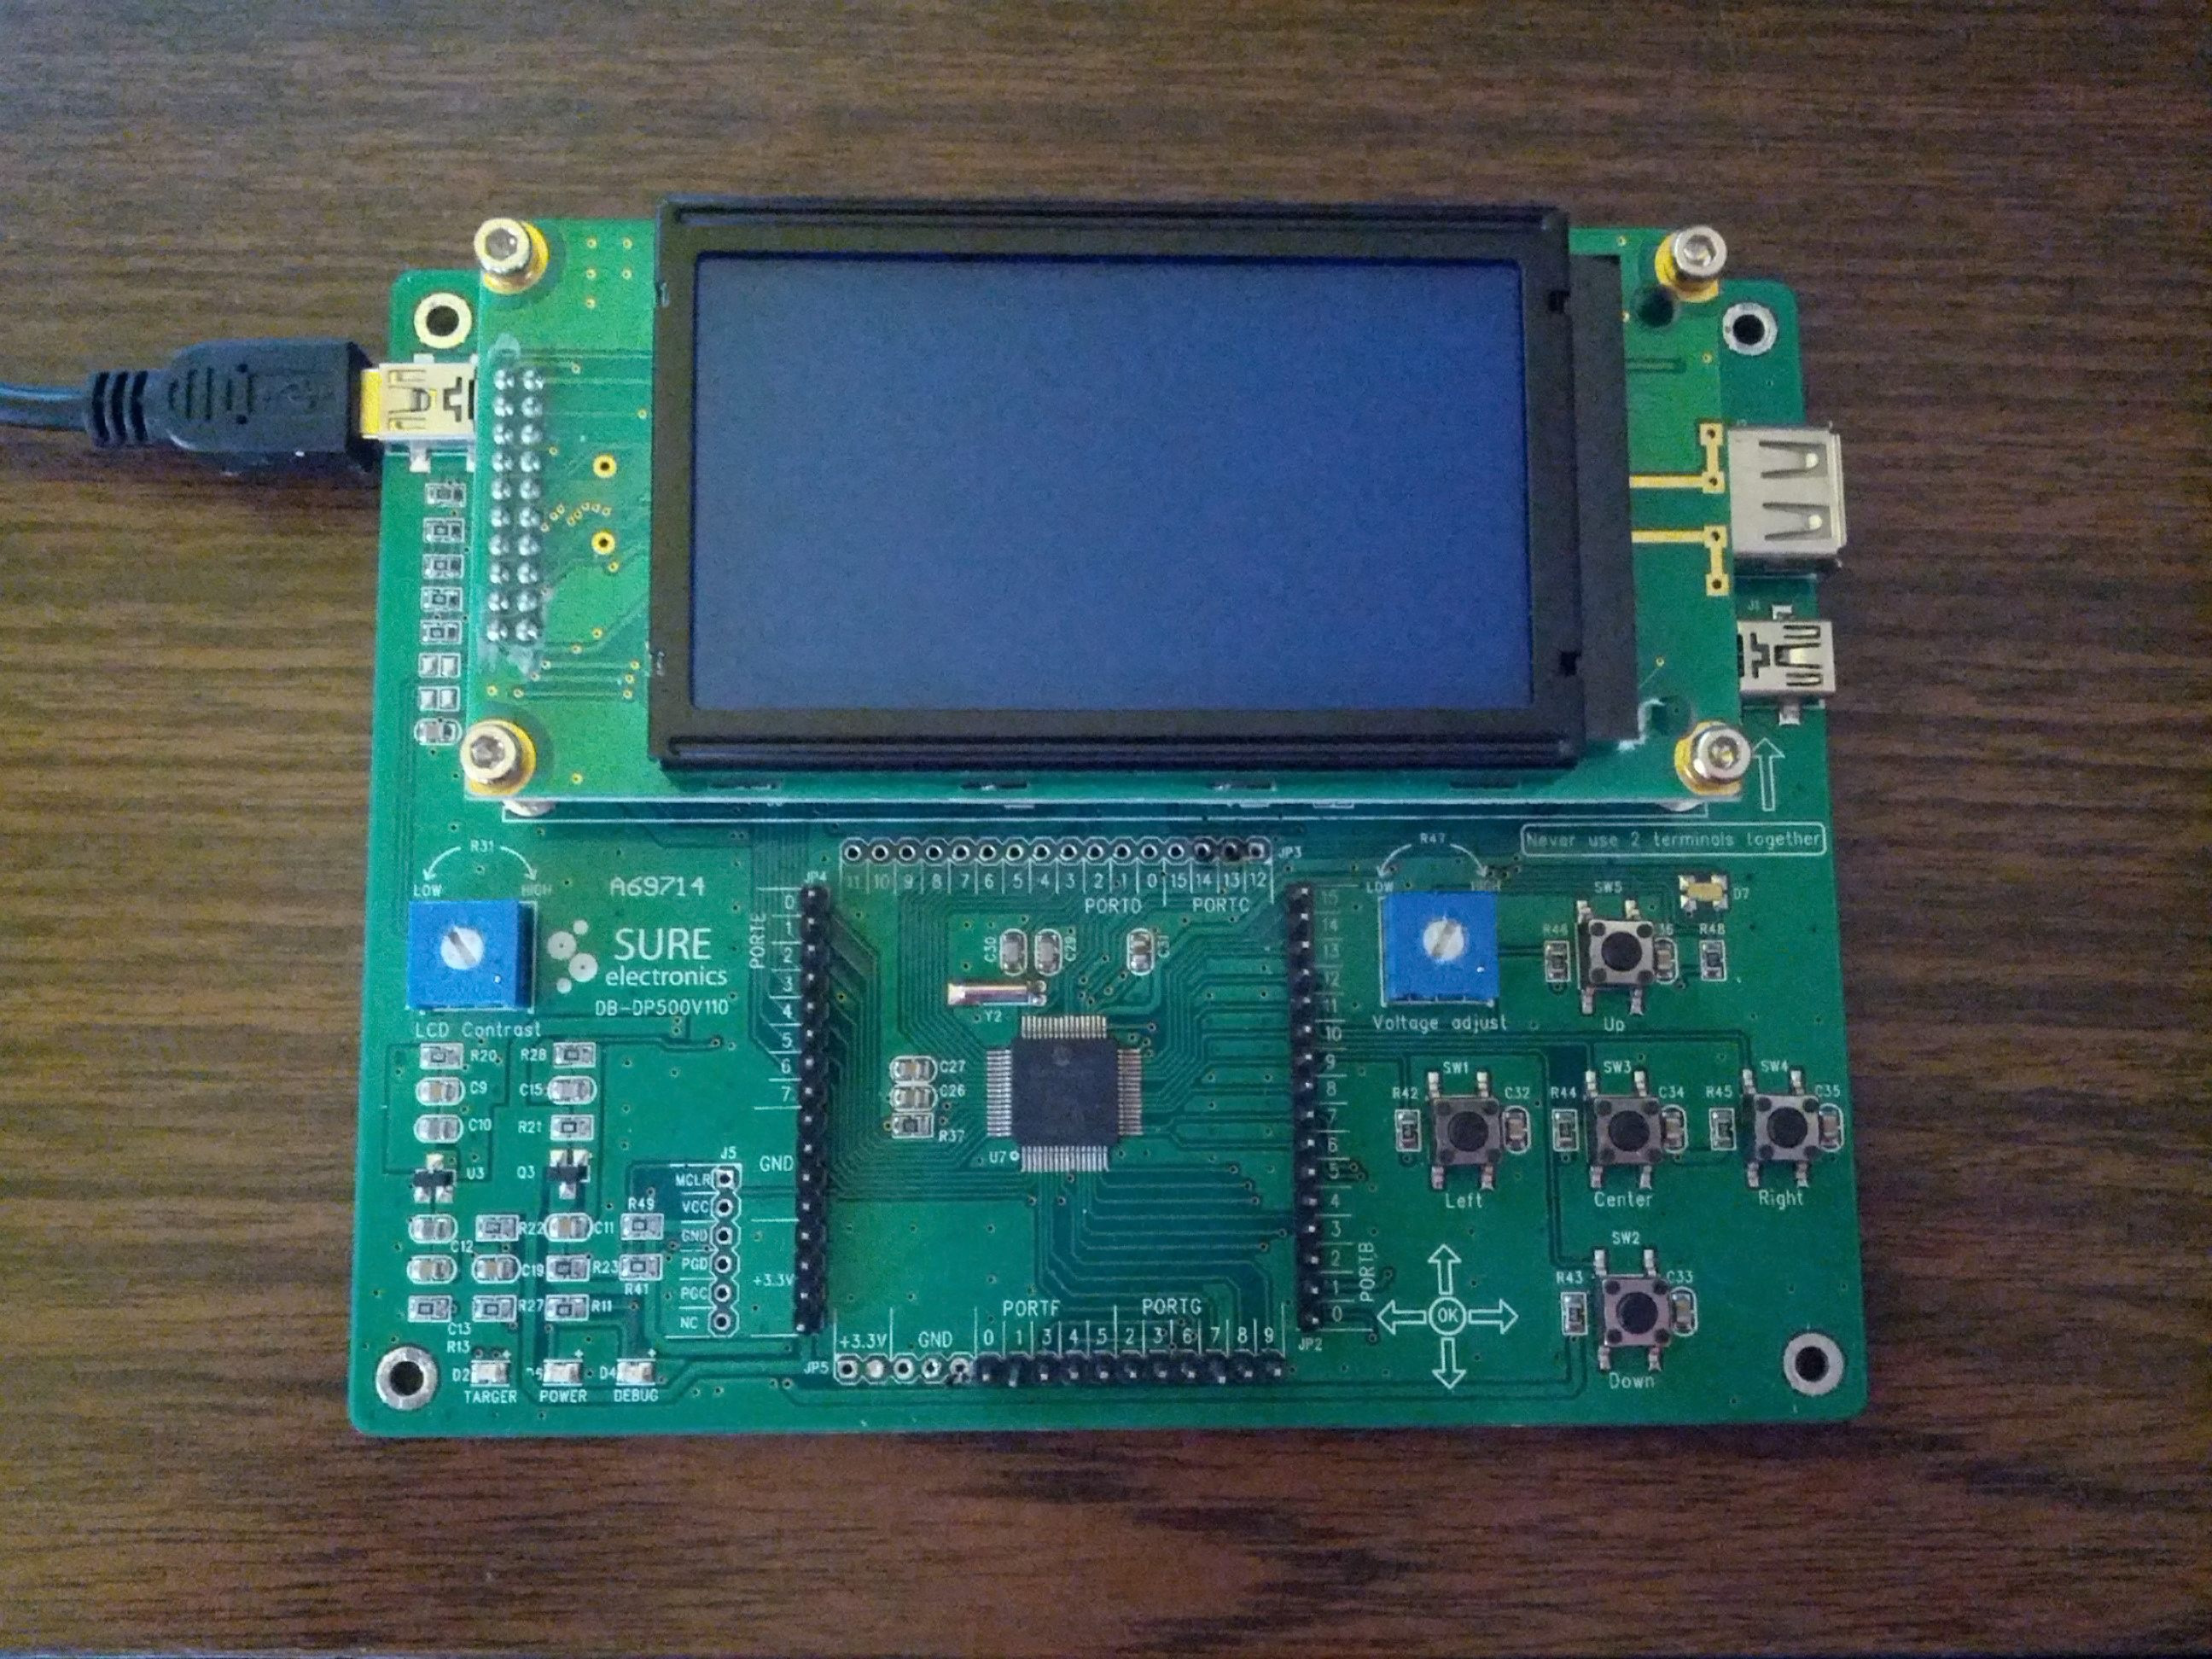 J1
Never use 2 terminals together
R31
LOW HIGH
A69714
SURE
electronics
DB-DP500V110
LCD Contrast
JP4
PORTE
0
1
2
3
4
5
6
7
GND
+3.3V
JP3
11 10 9 8 7 6 5 4 3 2 1 0 15 14 13 12
PORTD PORTC
C30 C29 C31
Y2
C27
C26
R37
U7
15
14
13
12
11
10
9
8
7
6
5
4
3
2
1
0
PORTB
JP2
R47
LOW HIGH
Voltage adjust
SW5
D7
R46 R48
Up
SW1 SW3 SW4
R42 C32 R44 C34 R45 C35
Left Center Right
SW2
R43 C33
OK
Down
R20 R28
C9 C15
C10 R21
U3 Q3
R22 C11 R49
C12
C19 R23
R41
R27 R11
C13
R13
D2 D4
TARGER POWER DEBUG
J5
MCLR
VCC
GND
PGD
PGC
NC
PORTF PORTG
+3.3V GND 0 1 3 4 5 2 3 6 7 8 9
JP5